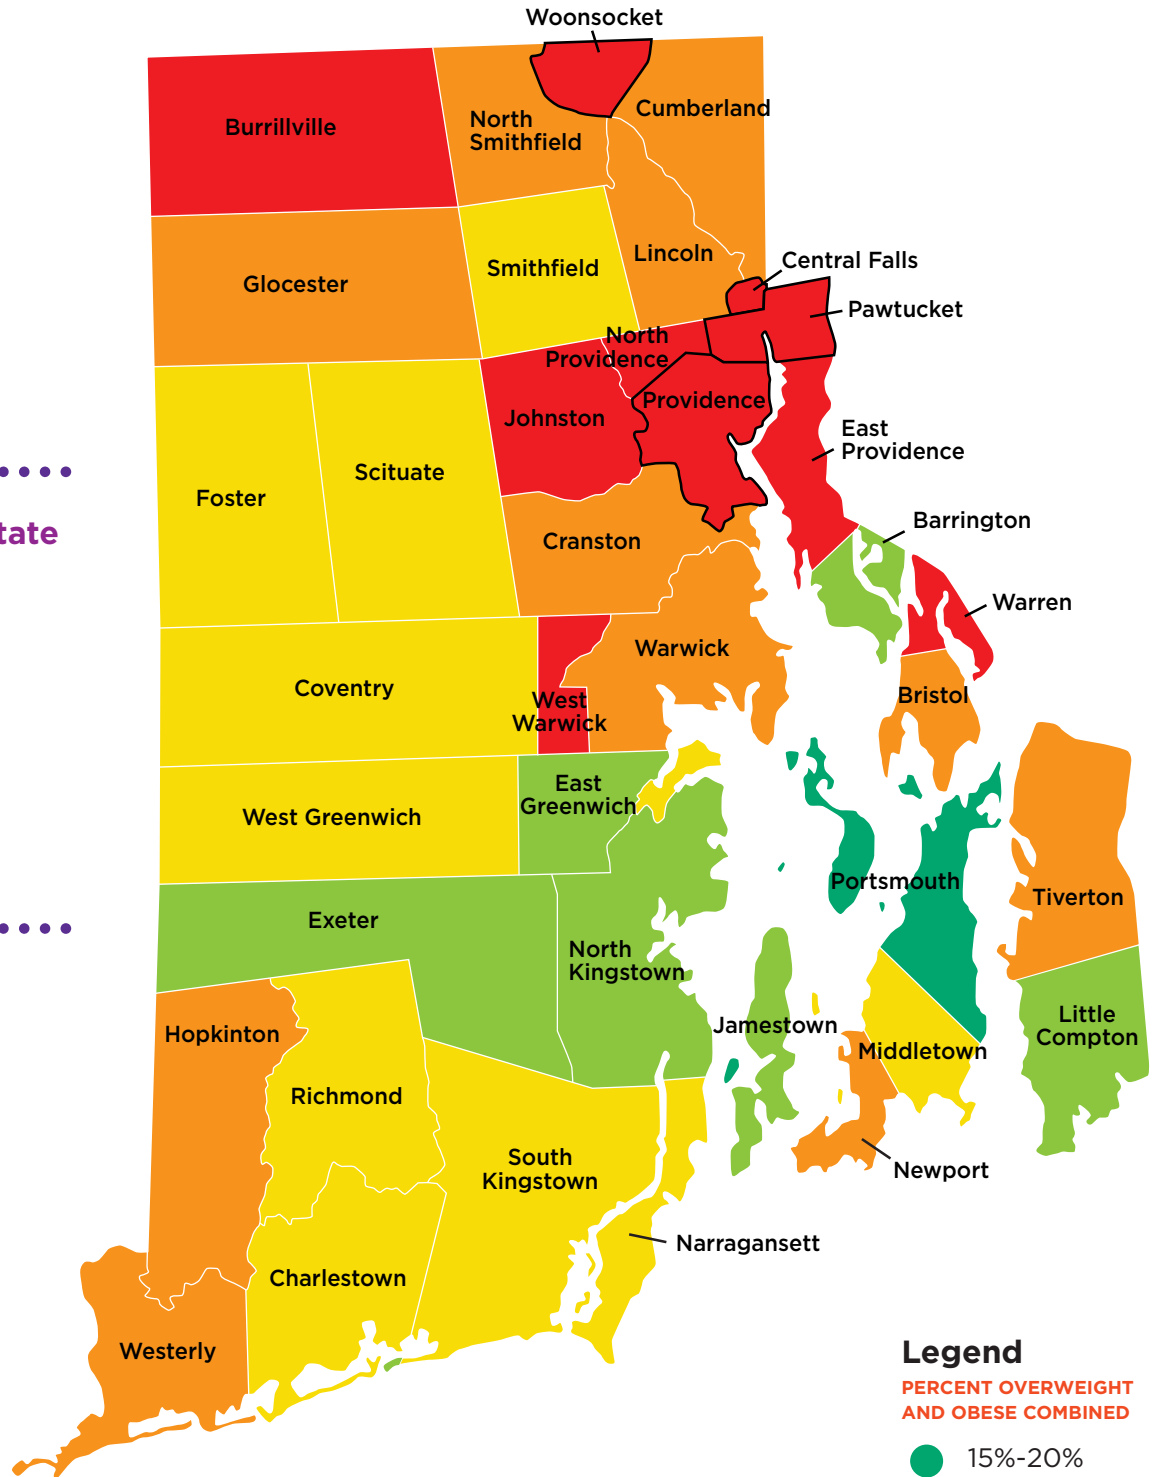 Woonsocket
Cumberland
North
Smithfield
Burrillville
Lincoln
Central Falls
Smithfield
Glocester
Pawtucket
North
Providence
Providence
Johnston
East
Providence
Scituate
Foster
tate
Barrington
Cranston
Warren
Warwick
Coventry
Bristol
West
Warwick
East
Greenwich
West Greenwich
Portsmouth
Tiverton
Exeter
North
Kingstown
Little
Compton
Jamestown
Hopkinton
Middletown
Richmond
South
Kingstown
Newport
Narragansett
Charlestown
Westerly
Legend
PERCENT OVERWEIGHT
AND OBESE COMBINED
15%-20%